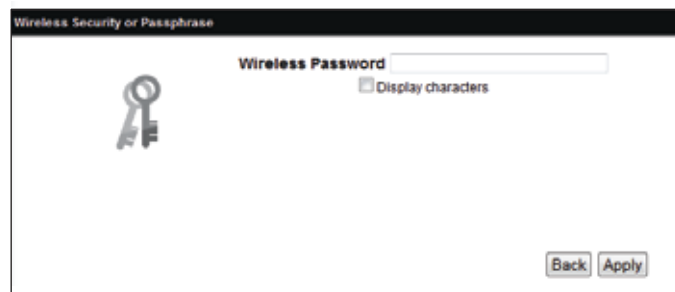 Wireless Security or Passphrase
Wireless Password
Display characters
Back Apply